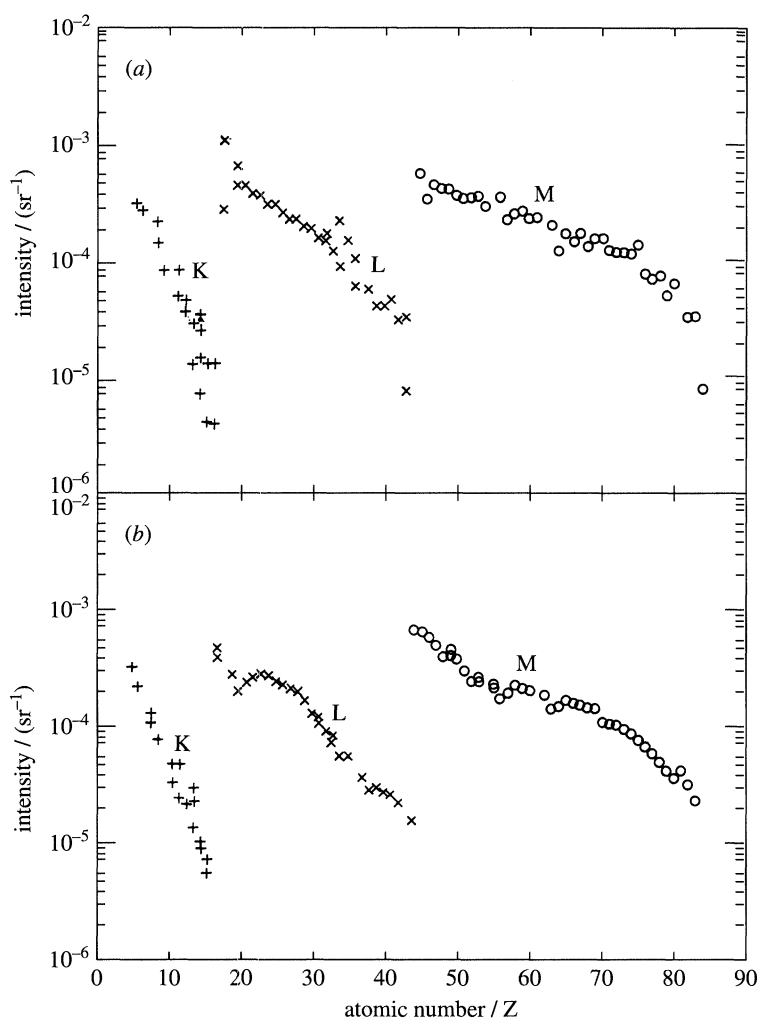 10⁻²
(a)
10⁻³
M
K
L
10⁻⁴
intensity / (sr⁻¹)
10⁻⁵
10⁻⁶
10⁻²
(b)
10⁻³
M
K
L
10⁻⁴
intensity / (sr⁻¹)
10⁻⁵
10⁻⁶
0 10 20 30 40 50 60 70 80 90
atomic number / Z